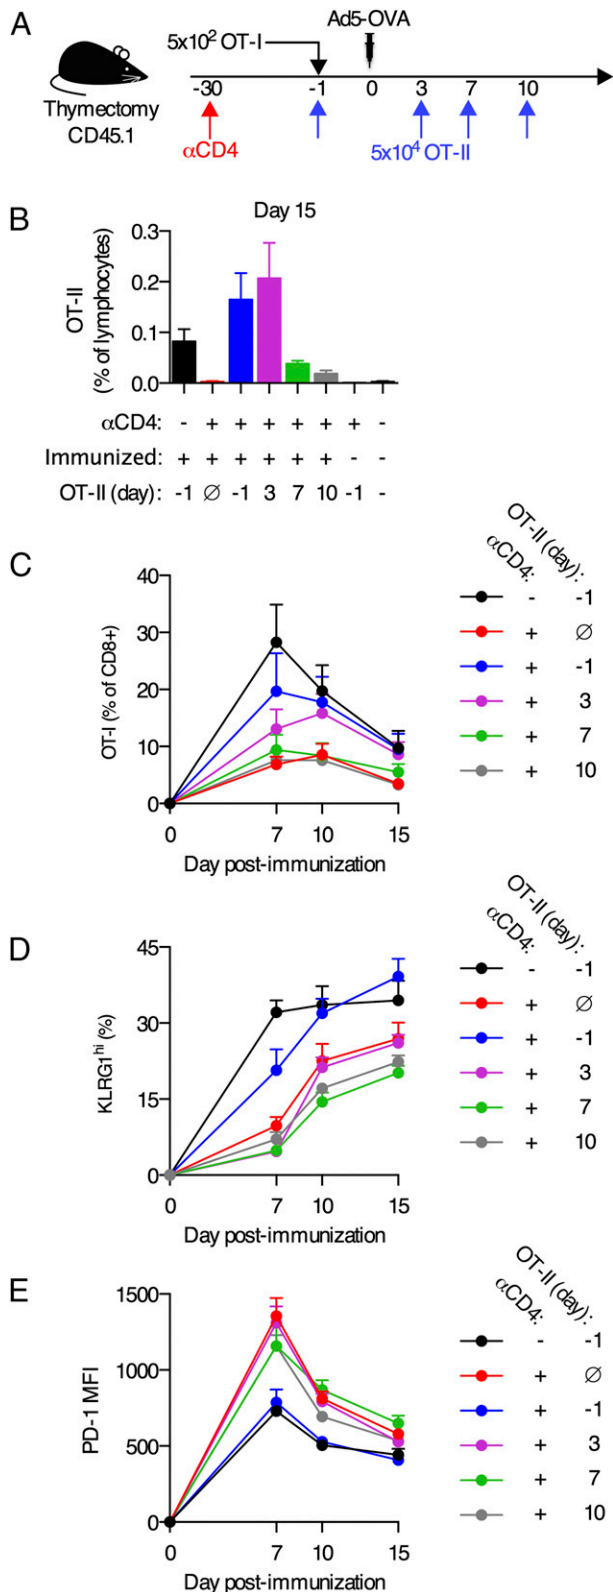 A
Ad5-OVA
5x10² OT-I
-30 -1 0 3 7 10
Thymectomy
CD45.1
αCD4
5x10⁴ OT-II
B
Day 15
OT-II
(% of lymphocytes)
0.3
0.2
0.1
0.0
αCD4: - + + + + + + -
Immunized: + + + + + + - -
OT-II (day): -1 ∅ -1 3 7 10 -1 -
C
OT-I (% of CD8+)
40
30
20
10
0
0 7 10 15
Day post-immunization
αCD4: OT-II (day):
- -1
+ ∅
+ -1
+ 3
+ 7
+ 10
D
KLRG1ʰⁱ (%)
45
30
15
0
0 7 10 15
Day post-immunization
αCD4: OT-II (day):
- -1
+ ∅
+ -1
+ 3
+ 7
+ 10
E
PD-1 MFI
1500
1000
500
0
0 7 10 15
Day post-immunization
αCD4: OT-II (day):
- -1
+ ∅
+ -1
+ 3
+ 7
+ 10